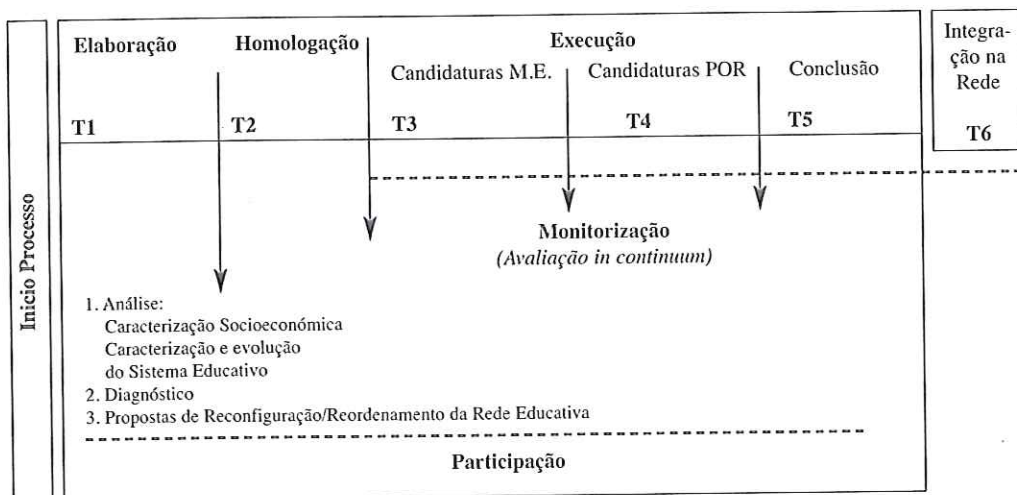 Início Processo
Elaboração
Homologação
Execução
Candidaturas M.E.
Candidaturas POR
Conclusão
T1
T2
T3
T4
T5
Integra-
ção na
Rede
T6
Monitorização
(Avaliação in continuum)
1. Análise:
Caracterização Socioeconómica
Caracterização e evolução
do Sistema Educativo
2. Diagnóstico
3. Propostas de Reconfiguração/Reordenamento da Rede Educativa
Participação